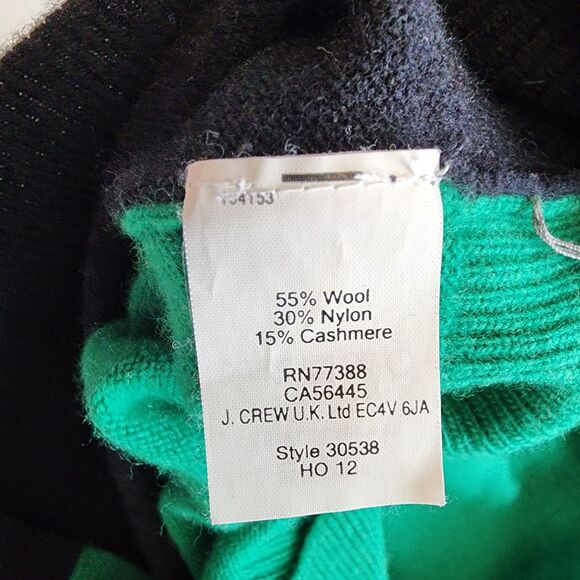 55% Wool
30% Nylon
15% Cashmere
RN77388
CA56445
J. CREW U.K. Ltd EC4V 6JA
Style 30538
HO 12